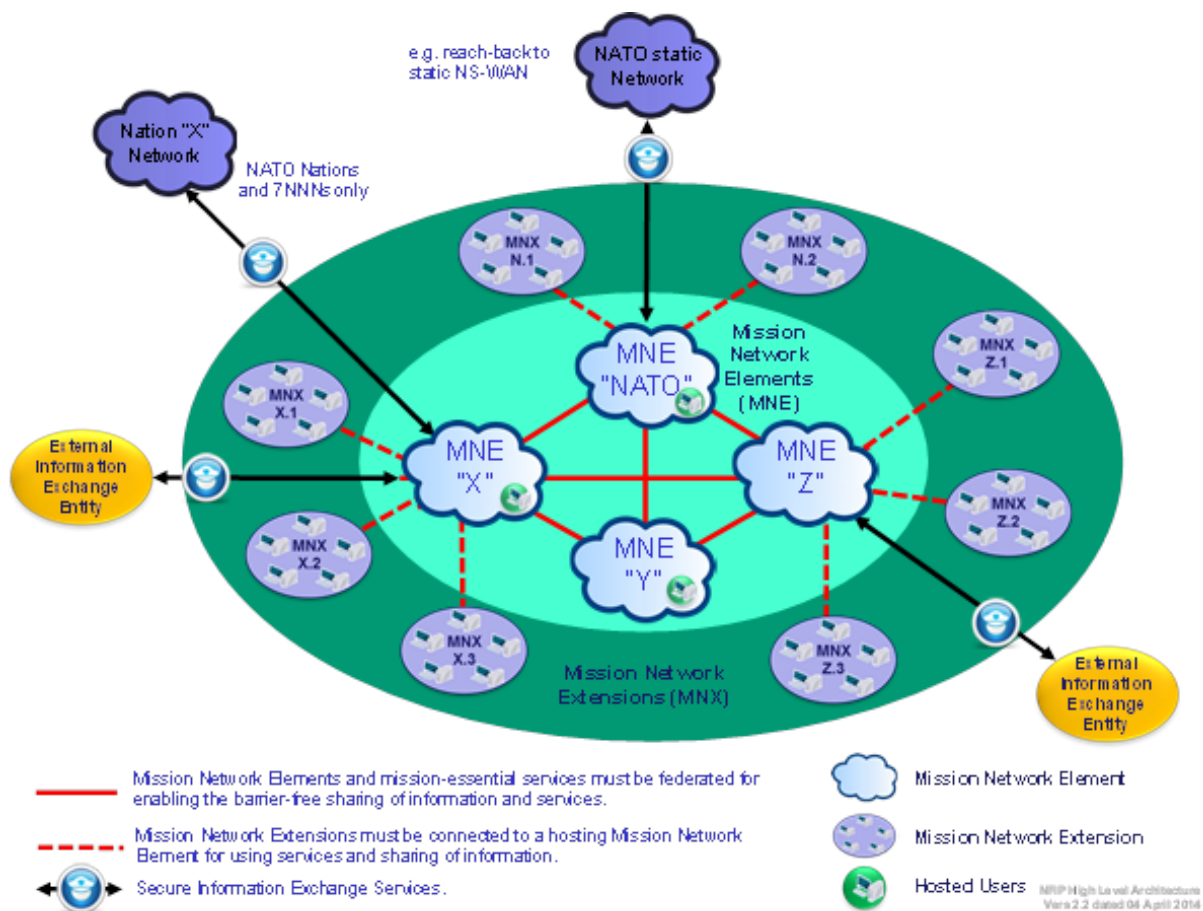 e.g. reach-back to
static NS-WAN
NATO static
Network
Nation "X"
Network
NATO Nations
and 7NNNs only
MNX
N.1
MNX
N.2
MNE
"NATO"
Mission
Network
Elements
(MNE)
MNX
Z.1
MNX
X.1
External
Information
Exchange
Entity
MNE
"X"
MNE
"Z"
MNX
Z.2
MNX
X.2
MNE
"Y"
MNX
X.3
MNX
Z.3
Mission Network
Extensions (MNX)
External
Information
Exchange
Entity
Mission Network Elements and mission-essential services must be federated for
enabling the barrier-free sharing of information and services.
Mission Network Element
Mission Network Extensions must be connected to a hosting Mission Network
Element for using services and sharing of information.
Mission Network Extension
Secure Information Exchange Services.
Hosted Users
NRP High Level Architecture
Vers 2.2 dated 04 April 2014